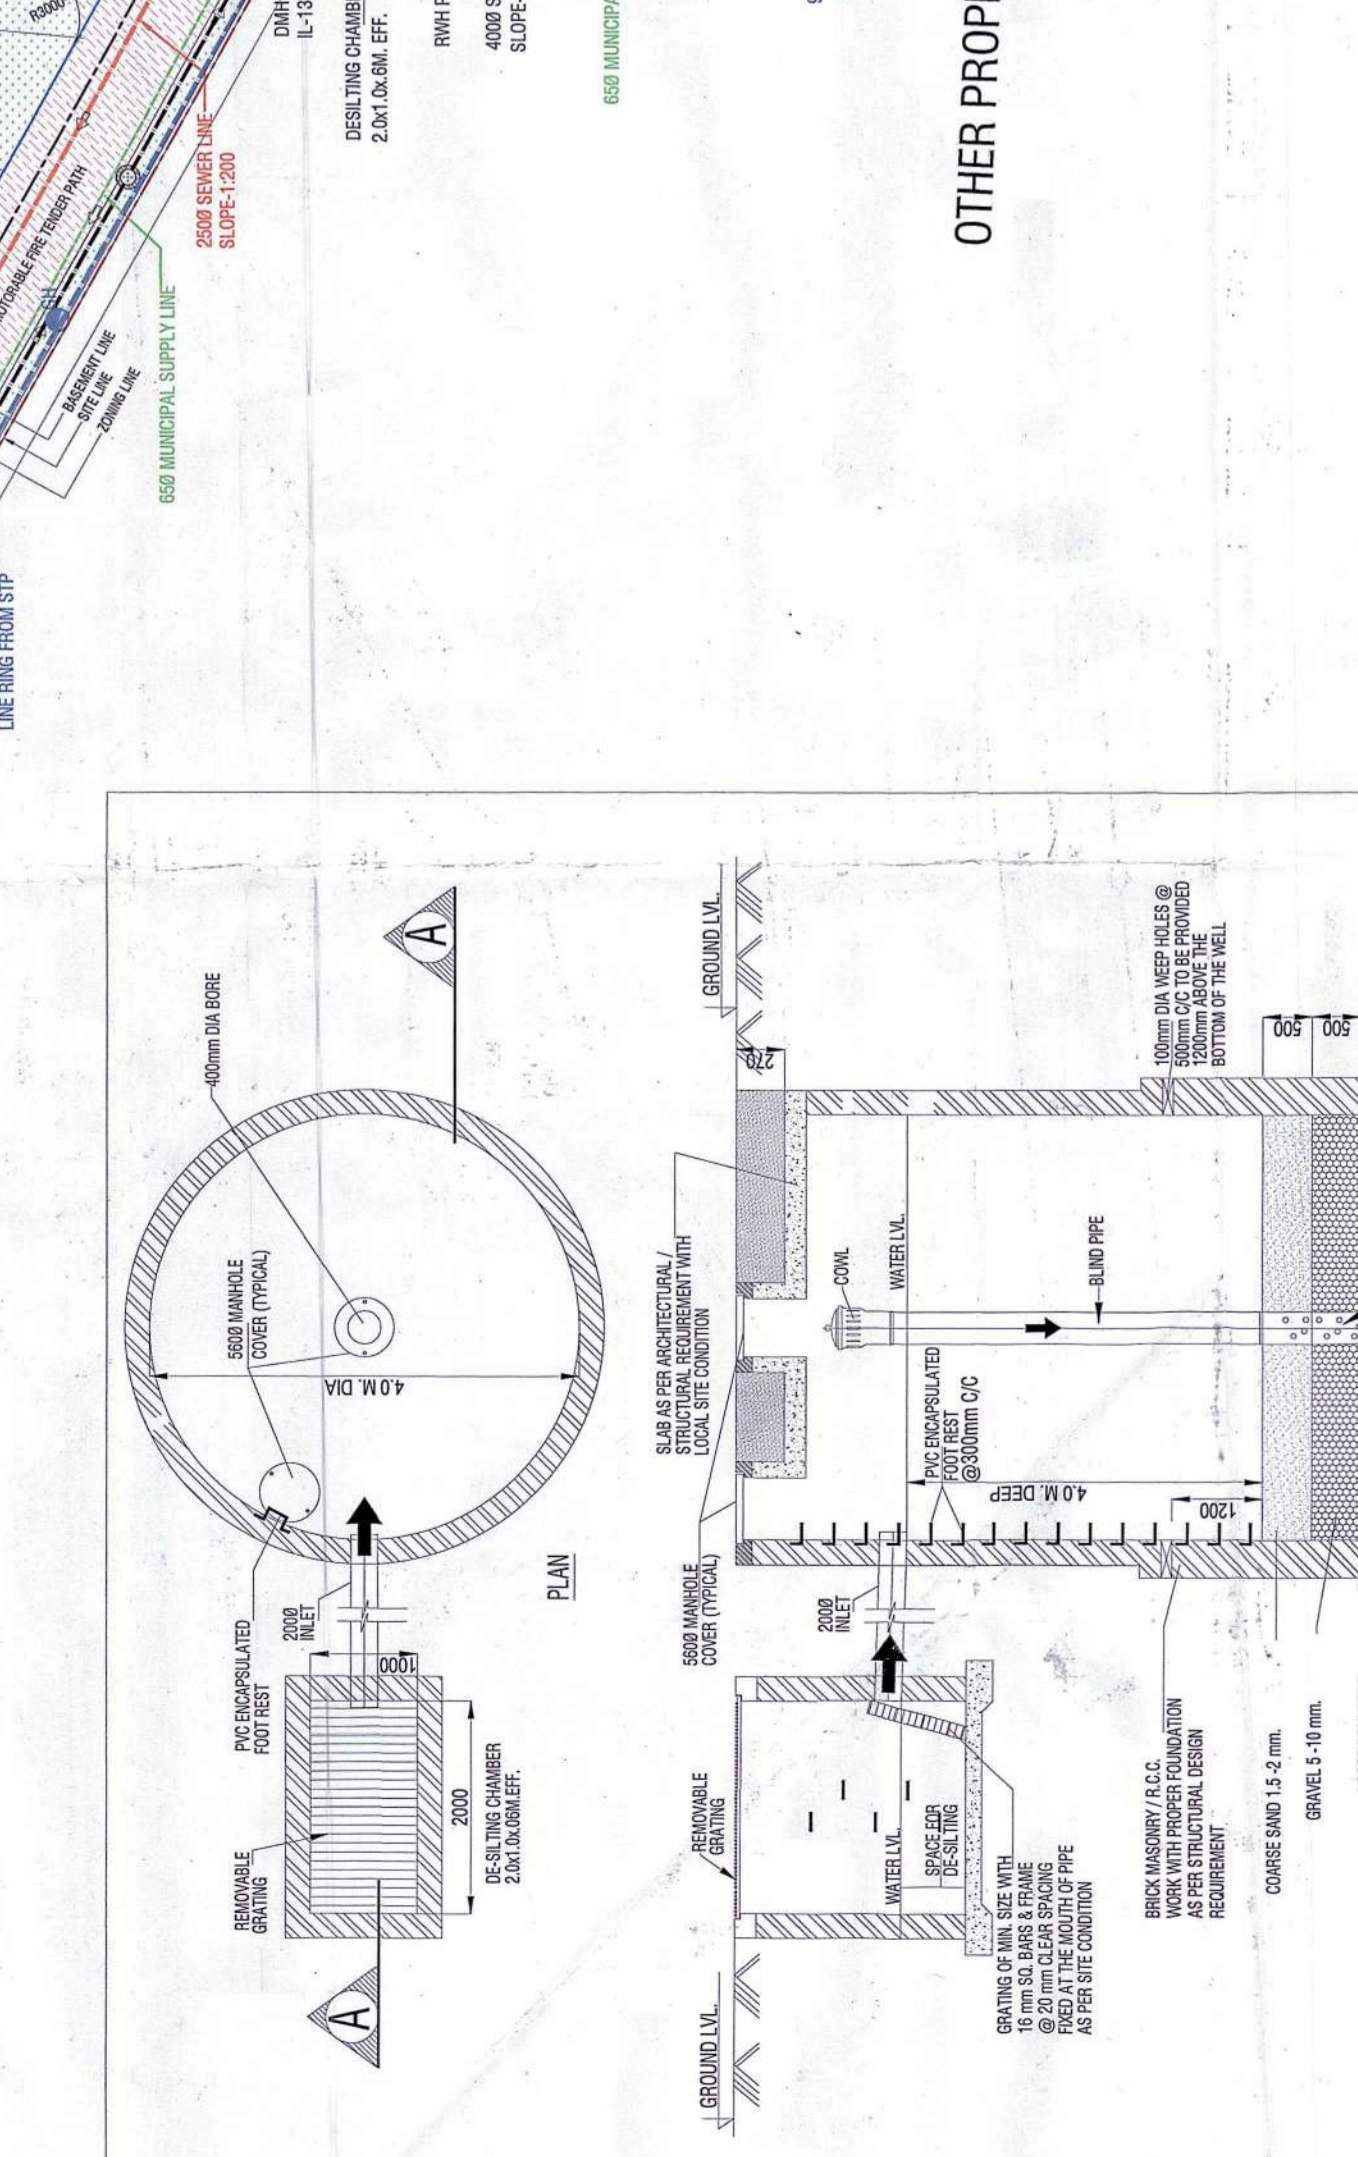 LINE RING FROM STP
R3000
MOTORABLE FIRE TENDER PATH
GH
BASEMENT LINE
SITE LINE
ZONING LINE
650 MUNICIPAL SUPPLY LINE
2500 SEWER LINE
SLOPE-1:200
DMH
IL-13
DESILTING CHAMB
2.0x1.0x.6M. EFF.
RWH P
4000 S
SLOPE-
65Ø MUNICIPA
OTHER PROP
400mm DIA BORE
560Ø MANHOLE
COVER (TYPICAL)
4.0 M. DIA
A
PVC ENCAPSULATED
FOOT REST
200Ø
INLET
REMOVABLE
GRATING
1000
2000
DE-SILTING CHAMBER
2.0x1.0x.06M.EFF.
A
PLAN
GROUND LVL.
SLAB AS PER ARCHITECTURAL /
STRUCTURAL REQUIREMENT WITH
LOCAL SITE CONDITION
270
560Ø MANHOLE
COVER (TYPICAL)
COWL
WATER LVL.
200Ø
INLET
PVC ENCAPSULATED
FOOT REST
@300mm C/C
BLIND PIPE
4.0 M. DEEP
1200
100mm DIA WEEP HOLES @
500mm C/C TO BE PROVIDED
1200mm ABOVE THE
BOTTOM OF THE WELL
500
500
REMOVABLE
GRATING
GROUND LVL.
WATER LVL.
SPACE FOR
DE-SILTING
GRATING OF MIN. SIZE WITH
16 mm SQ. BARS & FRAME
@ 20 mm CLEAR SPACING
FIXED AT THE MOUTH OF PIPE
AS PER SITE CONDITION
BRICK MASONRY / R.C.C.
WORK WITH PROPER FOUNDATION
AS PER STRUCTURAL DESIGN
REQUIREMENT
COARSE SAND 1.5 -2 mm.
GRAVEL 5 -10 mm.